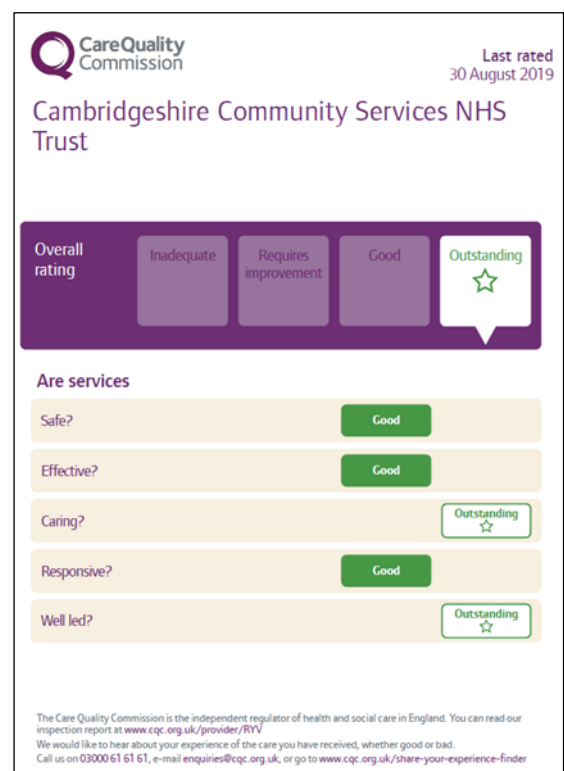 CareQuality
Commission
Last rated
30 August 2019
Cambridgeshire Community Services NHS
Trust
Overall
rating
Inadequate
Requires
improvement
Good
Outstanding
Are services
Safe?
Good
Effective?
Good
Caring?
Outstanding
Responsive?
Good
Well led?
Outstanding
The Care Quality Commission is the independent regulator of health and social care in England. You can read our
inspection report at www.cqc.org.uk/provider/RYV
We would like to hear about your experience of the care you have received, whether good or bad.
Call us on 03000 61 61 61, e-mail enquiries@cqc.org.uk, or go to www.cqc.org.uk/share-your-experience-finder